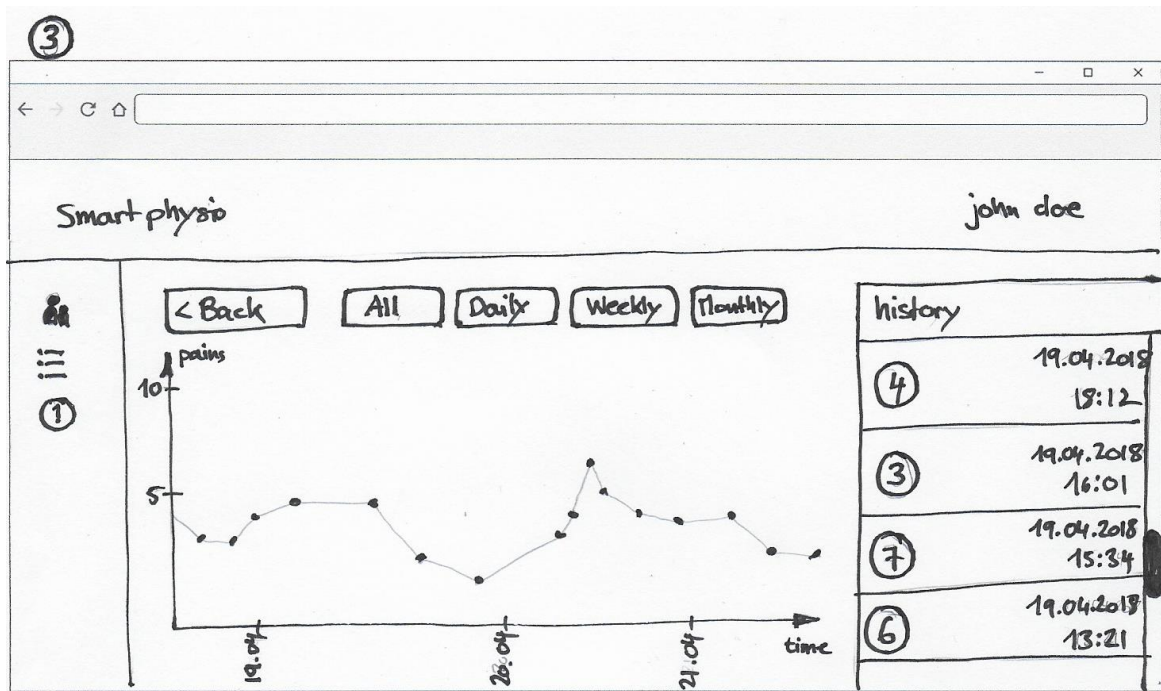 3
Smart physio
john doe
< Back
All
Daily
Weekly
Monthly
history
1
pains
10
5
19.04
20.04
21.04
time
4
19.04.2018
18:12
3
19.04.2018
16:01
7
19.04.2018
15:34
6
19.04.2018
13:21